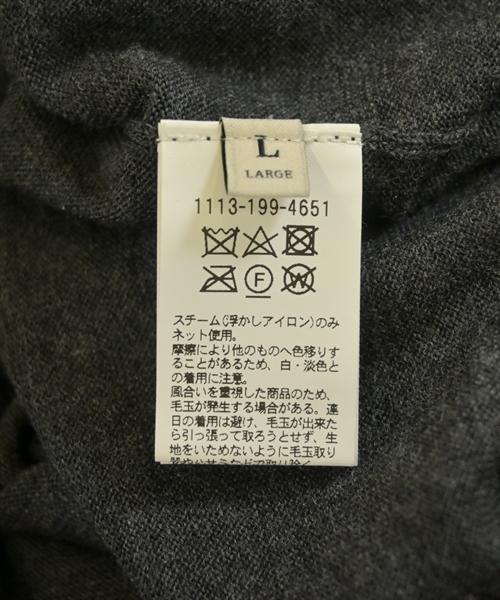 L
LARGE
1113-199-4651
F
W
スチーム(浮かしアイロン)のみ
ネット使用。
摩擦により他のものへ色移りす
ることがあるため、白・淡色と
の着用に注意。
風合いを重視した商品のため、
毛玉が発生する場合がある。連
日の着用は避け、毛玉が出来た
ら引っ張って取ろうとせず、生
地をいためないように毛玉取り